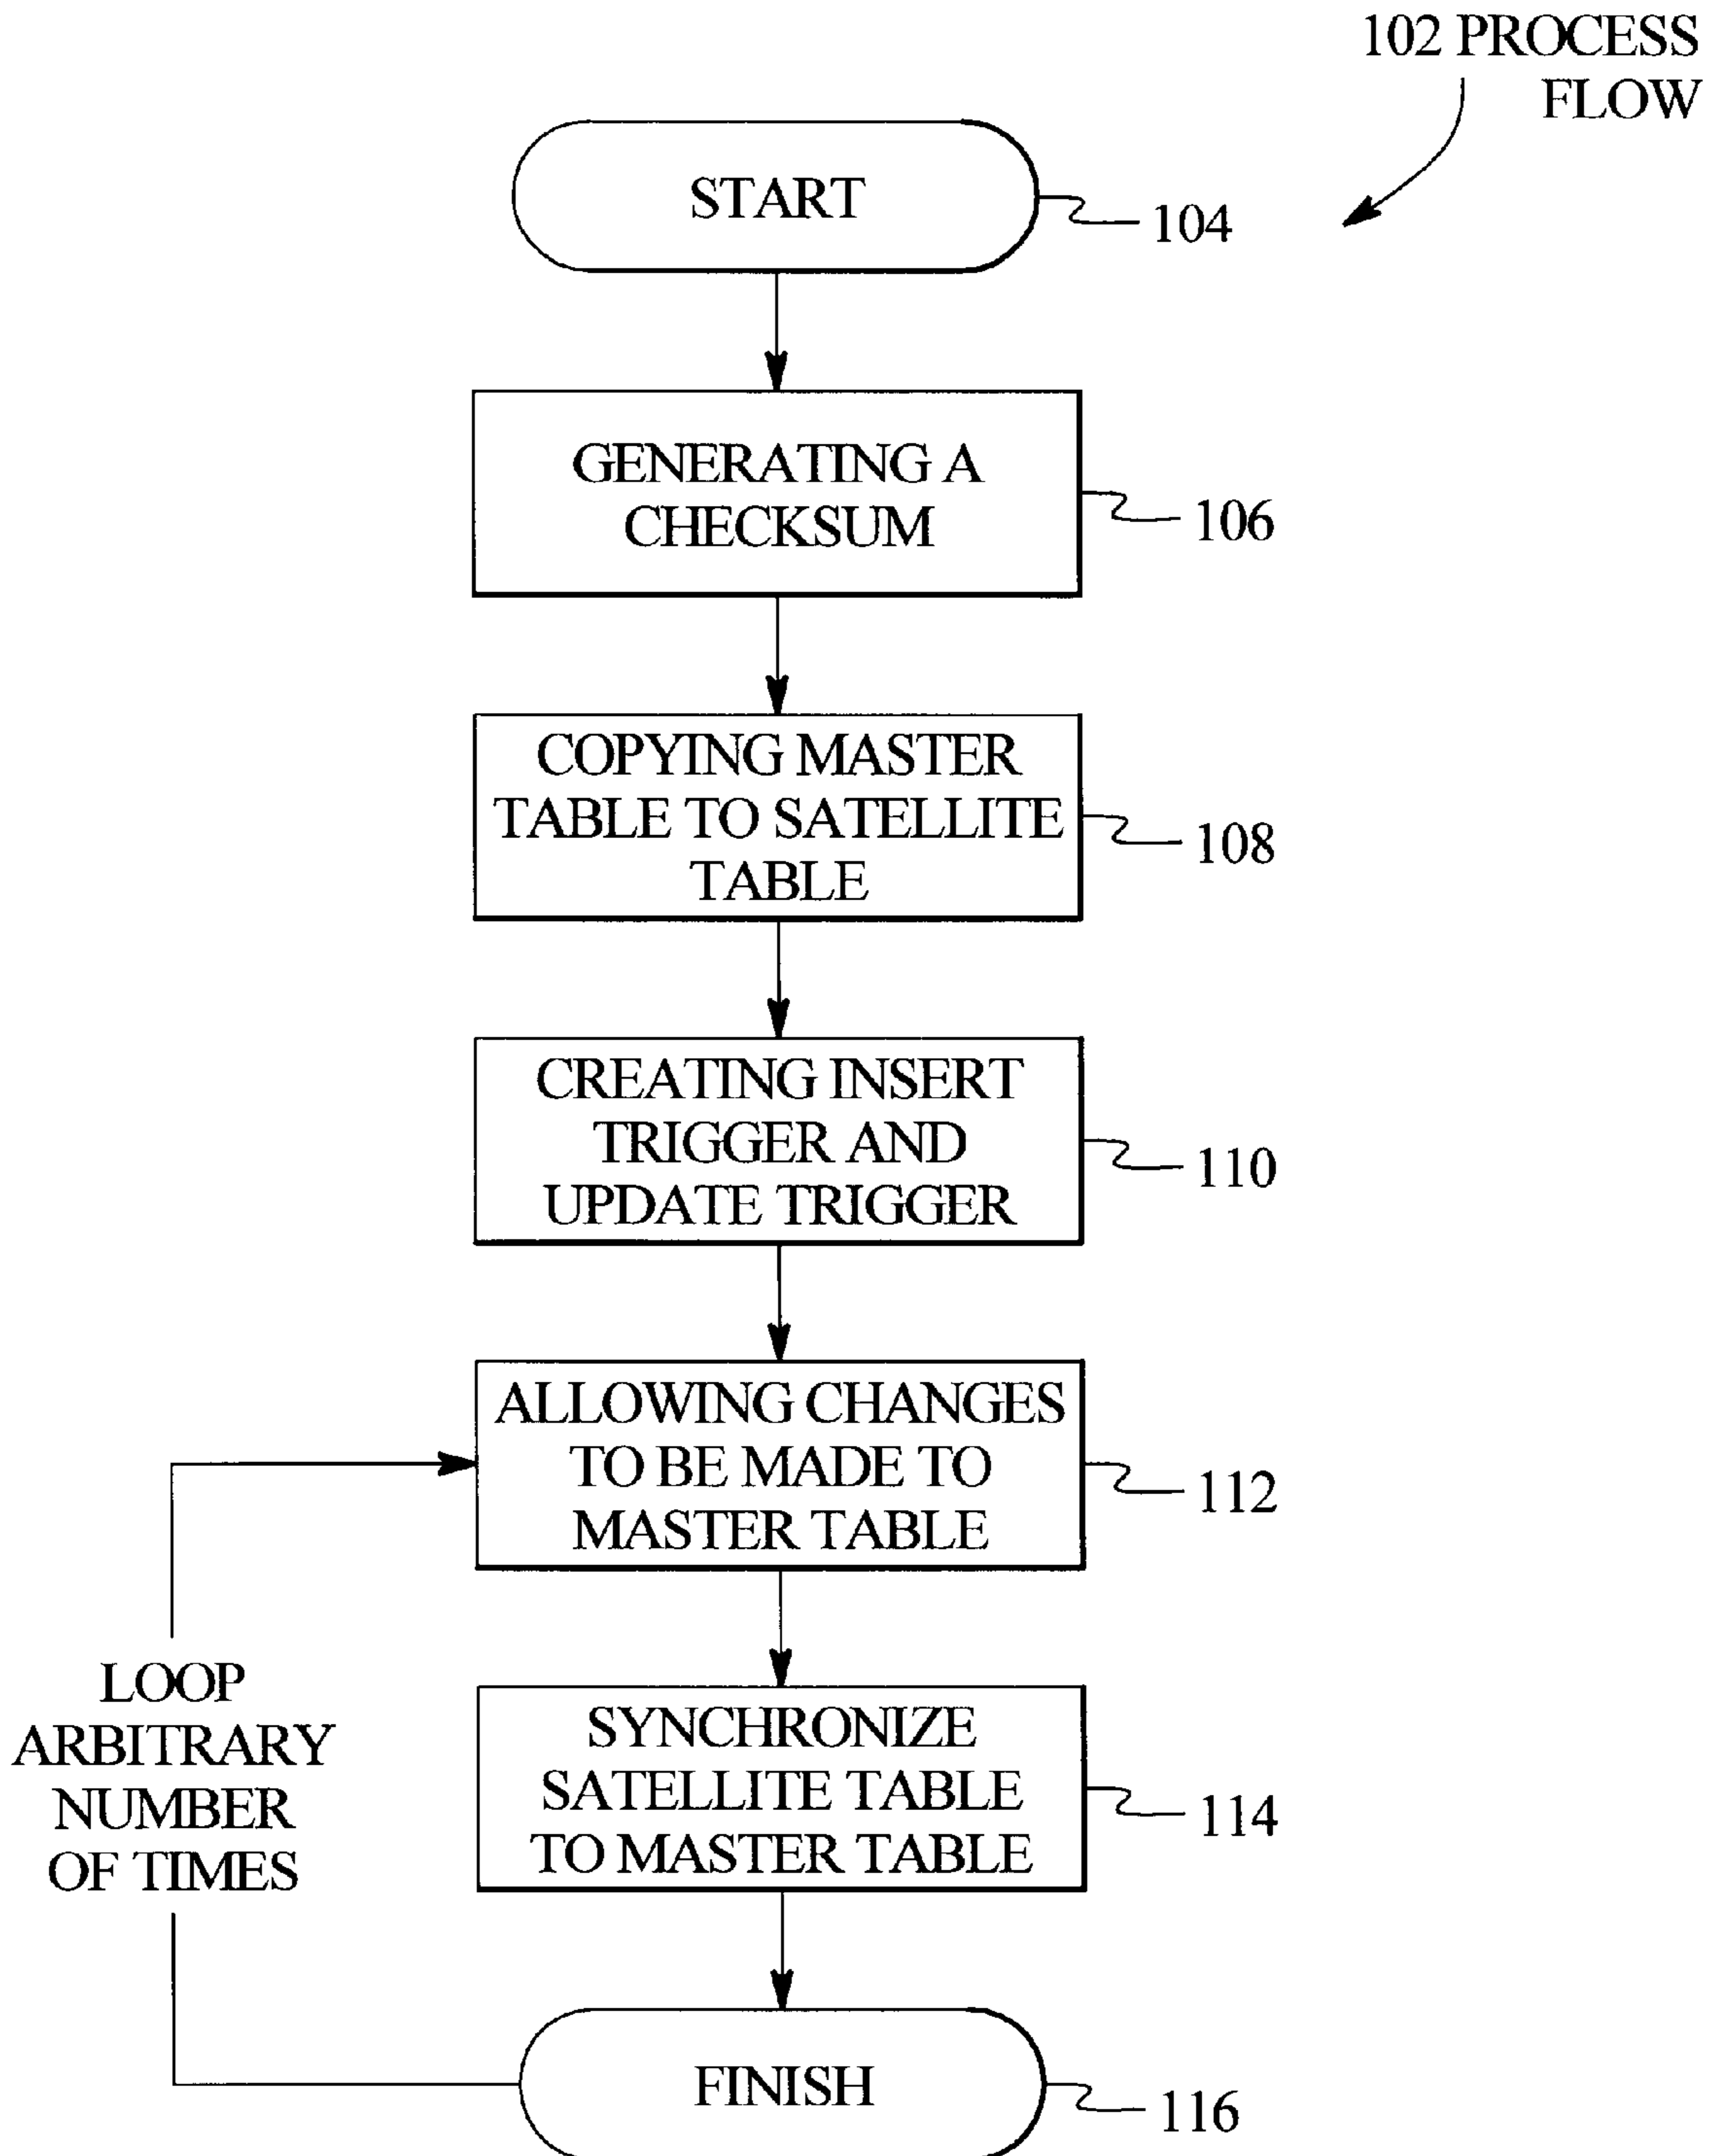 102 PROCESS
FLOW
START
104
GENERATING A
CHECKSUM
106
COPYING MASTER
TABLE TO SATELLITE
TABLE
108
CREATING INSERT
TRIGGER AND
UPDATE TRIGGER
110
ALLOWING CHANGES
TO BE MADE TO
MASTER TABLE
112
LOOP
ARBITRARY
NUMBER
OF TIMES
SYNCHRONIZE
SATELLITE TABLE
TO MASTER TABLE
114
FINISH
116